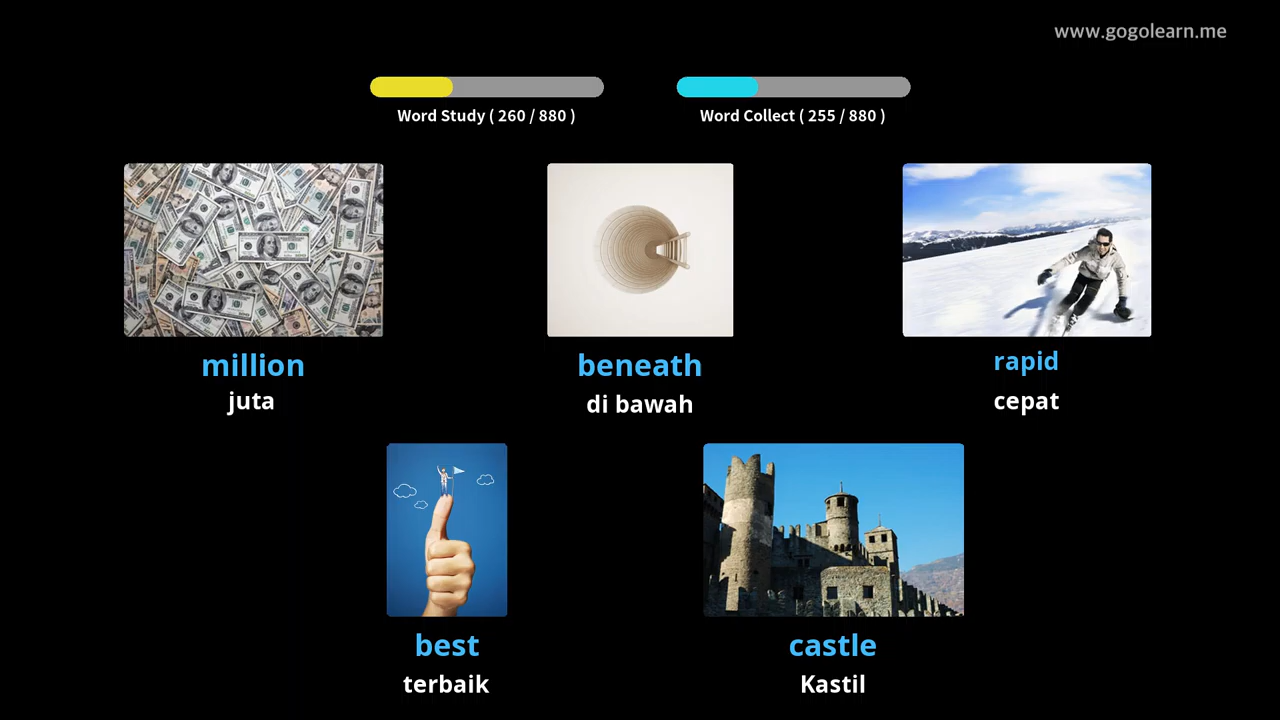 www.gogolearn.me
Word Study ( 260 / 880 )
Word Collect ( 255 / 880 )
million
juta
beneath
di bawah
rapid
cepat
best
terbaik
castle
Kastil